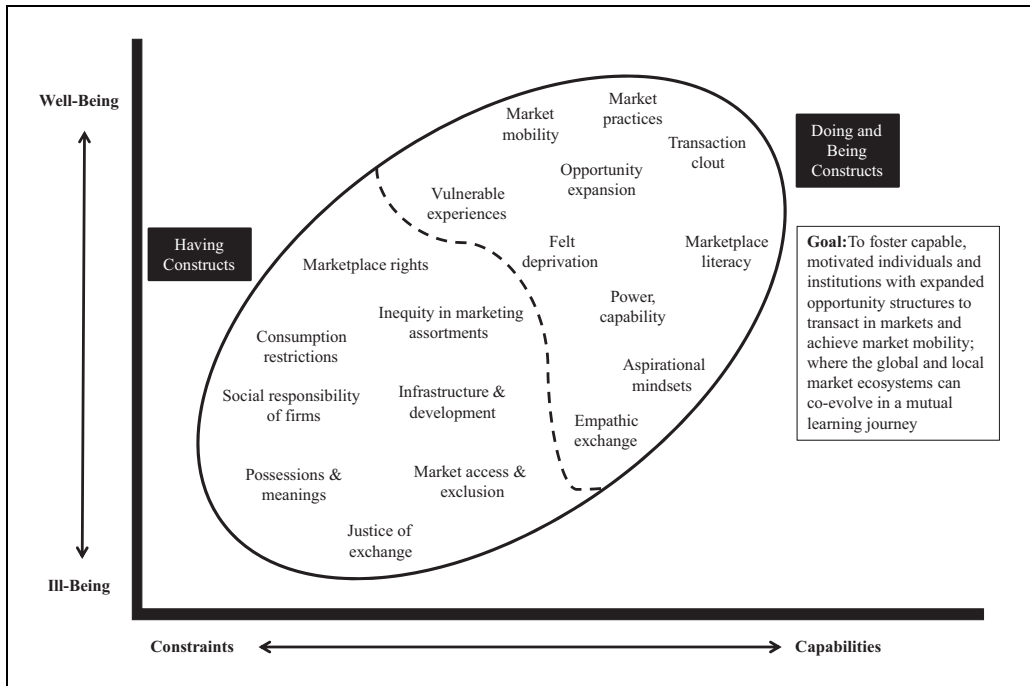 Well-Being
Ill-Being
Having
Constructs
Market
mobility
Market
practices
Transaction
clout
Opportunity
expansion
Vulnerable
experiences
Felt
deprivation
Marketplace
literacy
Marketplace rights
Power,
capability
Inequity in marketing
assortments
Consumption
restrictions
Aspirational
mindsets
Social responsibility
of firms
Infrastructure &
development
Empathic
exchange
Possessions &
meanings
Market access &
exclusion
Justice of
exchange
Doing and
Being
Constructs
Goal:To foster capable,
motivated individuals and
institutions with expanded
opportunity structures to
transact in markets and
achieve market mobility;
where the global and local
market ecosystems can
co-evolve in a mutual
learning journey
Constraints
Capabilities